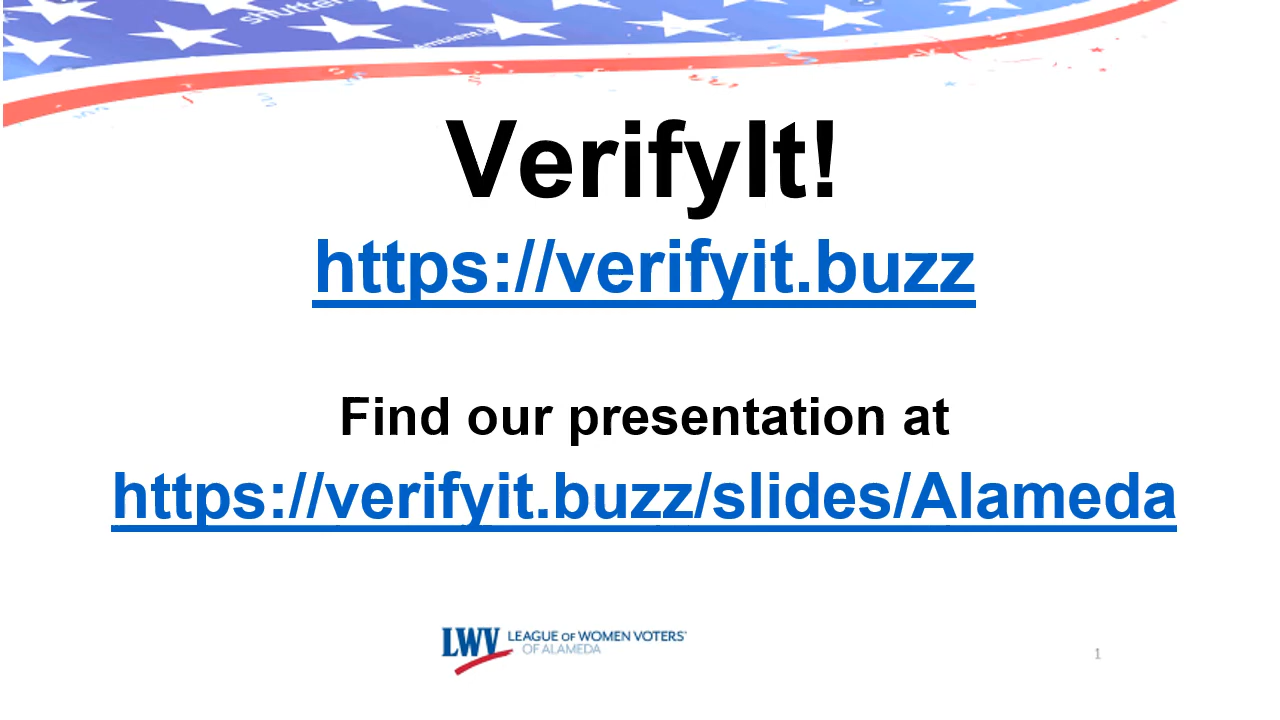 shutter
VerifyIt!
https://verifyit.buzz
Find our presentation at
https://verifyit.buzz/slides/Alameda
LWV LEAGUE OF WOMEN VOTERS®
OF ALAMEDA
1